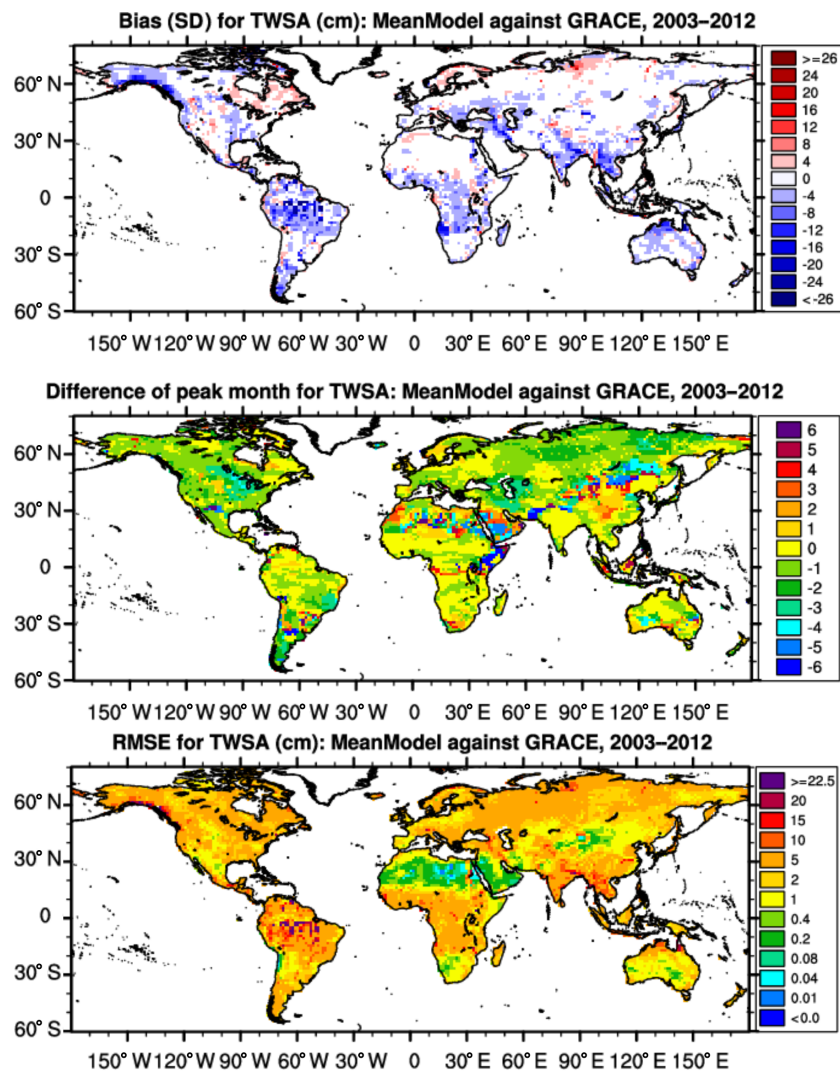 Bias (SD) for TWSA (cm): MeanModel against GRACE, 2003–2012
60° N
30° N
0
30° S
60° S
150° W 120° W 90° W 60° W 30° W 0 30° E 60° E 90° E 120° E 150° E
>=26
24
20
16
12
8
4
0
-4
-8
-12
-16
-20
-24
<-26
Difference of peak month for TWSA: MeanModel against GRACE, 2003–2012
60° N
30° N
0
30° S
60° S
150° W 120° W 90° W 60° W 30° W 0 30° E 60° E 90° E 120° E 150° E
6
5
4
3
2
1
0
-1
-2
-3
-4
-5
-6
RMSE for TWSA (cm): MeanModel against GRACE, 2003–2012
60° N
30° N
0
30° S
60° S
150° W 120° W 90° W 60° W 30° W 0 30° E 60° E 90° E 120° E 150° E
>=22.5
20
15
10
5
2
1
0.4
0.2
0.08
0.04
0.01
<0.0